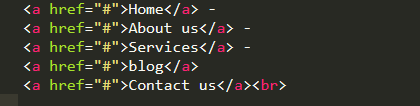 <a href="#">Home</a> -
<a href="#">About us</a> -
<a href="#">Services</a> -
<a href="#">blog</a>
<a href="#">Contact us</a><br>